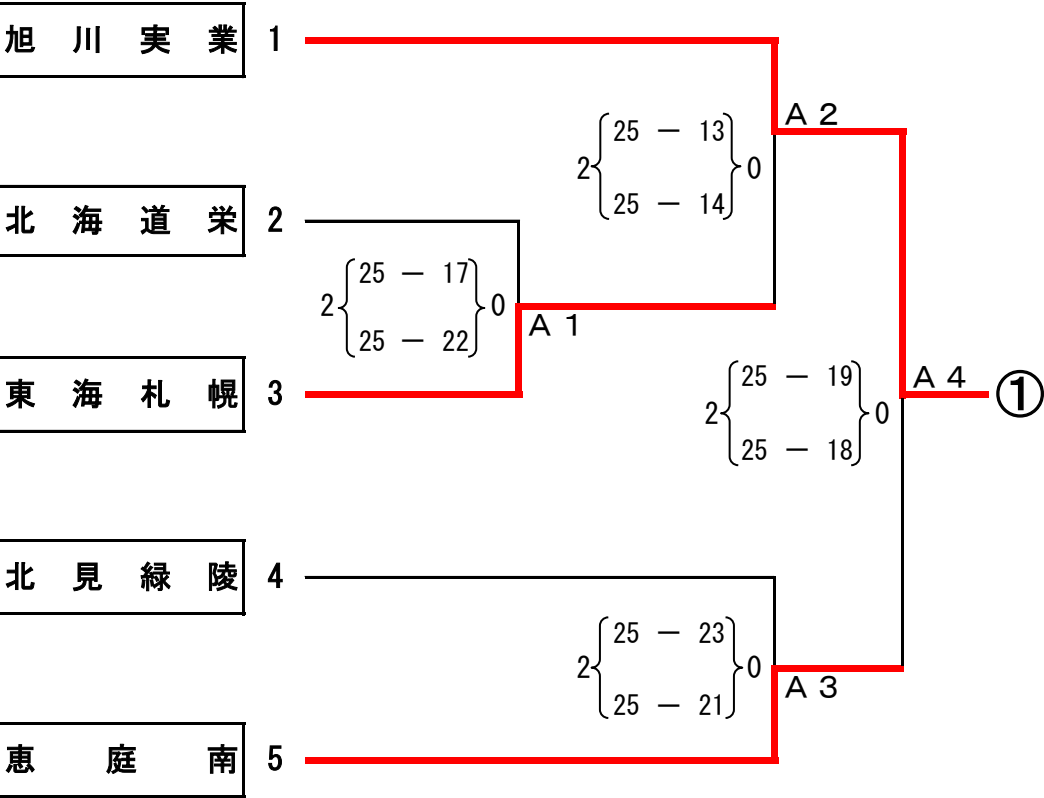 旭川実業 1
A 2
25 － 13
2 0
25 － 14
北海道栄 2
25 － 17
2 0
25 － 22
A 1
東海札幌 3
A 4
25 － 19
①
2 0
25 － 18
北見緑陵 4
25 － 23
2 0
25 － 21
A 3
恵庭南 5